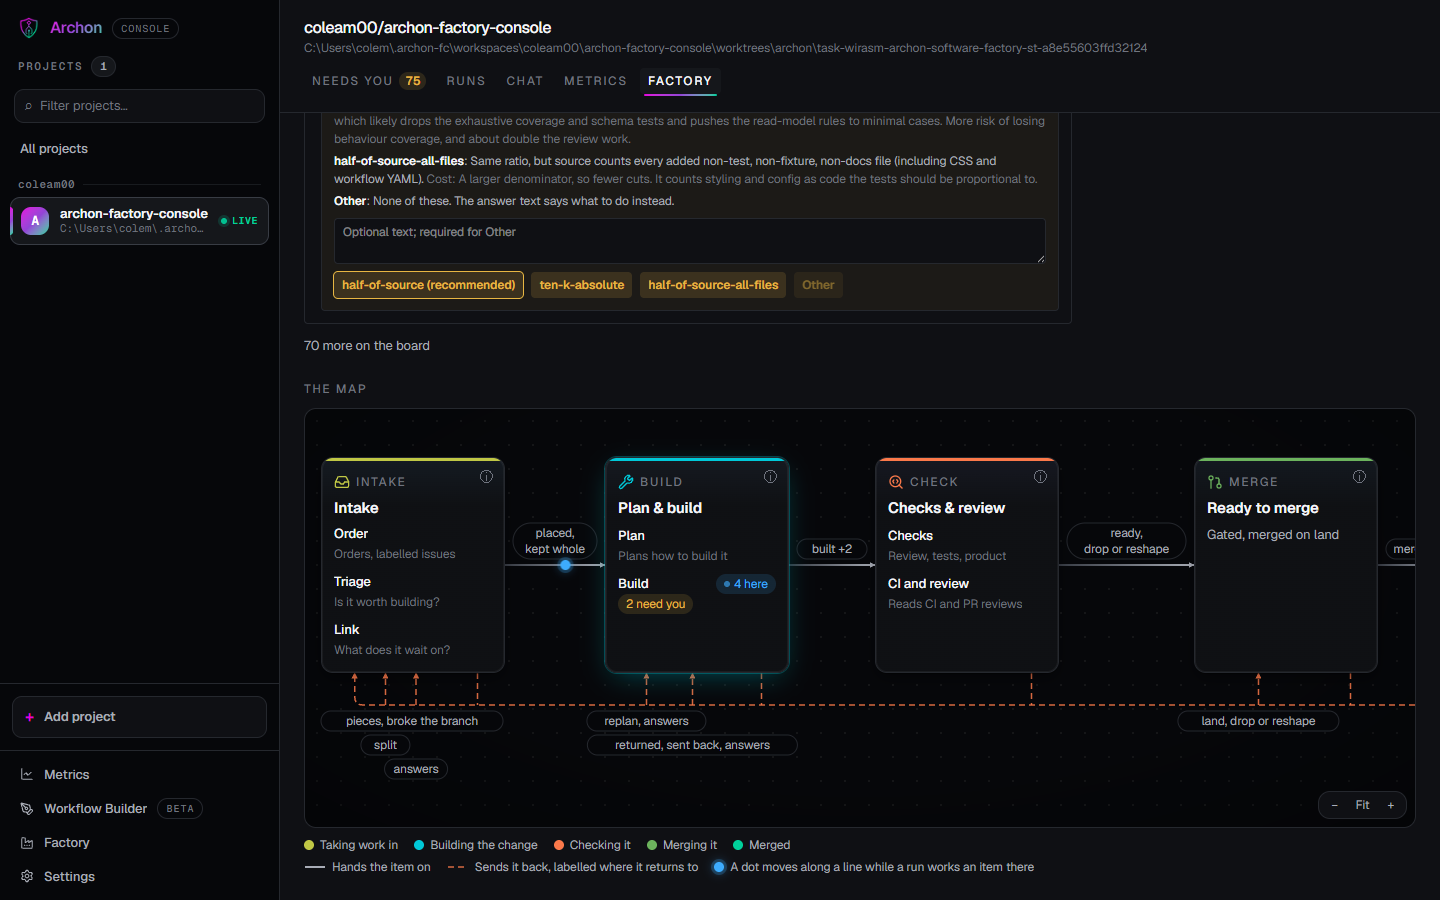 Archon CONSOLE
PROJECTS 1
Filter projects...
All projects
coleam00
A archon-factory-console LIVE
C:\Users\colem\.archo…
+ Add project
Metrics
Workflow Builder BETA
Factory
Settings
coleam00/archon-factory-console
C:\Users\colem\.archon-fc\workspaces\coleam00\archon-factory-console\worktrees\archon\task-wirasm-archon-software-factory-st-a8e55603ffd32124
NEEDS YOU 75 RUNS CHAT METRICS FACTORY
which likely drops the exhaustive coverage and schema tests and pushes the read-model rules to minimal cases. More risk of losing
behaviour coverage, and about double the review work.
half-of-source-all-files: Same ratio, but source counts every added non-test, non-fixture, non-docs file (including CSS and
workflow YAML). Cost: A larger denominator, so fewer cuts. It counts styling and config as code the tests should be proportional to.
Other: None of these. The answer text says what to do instead.
Optional text; required for Other
half-of-source (recommended) ten-k-absolute half-of-source-all-files Other
70 more on the board
THE MAP
INTAKE
Intake
Order
Orders, labelled issues
Triage
Is it worth building?
Link
What does it wait on?
placed,
kept whole
BUILD
Plan & build
Plan
Plans how to build it
Build 4 here
2 need you
built +2
CHECK
Checks & review
Checks
Review, tests, product
CI and review
Reads CI and PR reviews
ready,
drop or reshape
MERGE
Ready to merge
Gated, merged on land
mer
pieces, broke the branch
split
answers
replan, answers
returned, sent back, answers
land, drop or reshape
− Fit +
Taking work in Building the change Checking it Merging it Merged
Hands the item on Sends it back, labelled where it returns to A dot moves along a line while a run works an item there